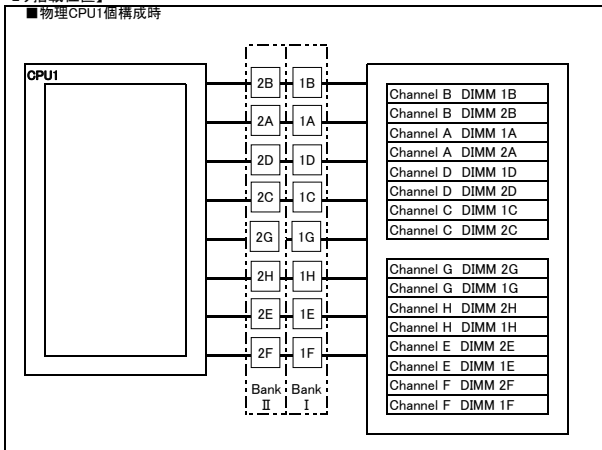 ■物理CPU1個構成時
CPU1
2B 1B
2A 1A
2D 1D
2C 1C
2G 1G
2H 1H
2E 1E
2F 1F
Bank Bank
Ⅱ Ⅰ
Channel B DIMM 1B
Channel B DIMM 2B
Channel A DIMM 1A
Channel A DIMM 2A
Channel D DIMM 1D
Channel D DIMM 2D
Channel C DIMM 1C
Channel C DIMM 2C
Channel G DIMM 2G
Channel G DIMM 1G
Channel H DIMM 2H
Channel H DIMM 1H
Channel E DIMM 2E
Channel E DIMM 1E
Channel F DIMM 2F
Channel F DIMM 1F